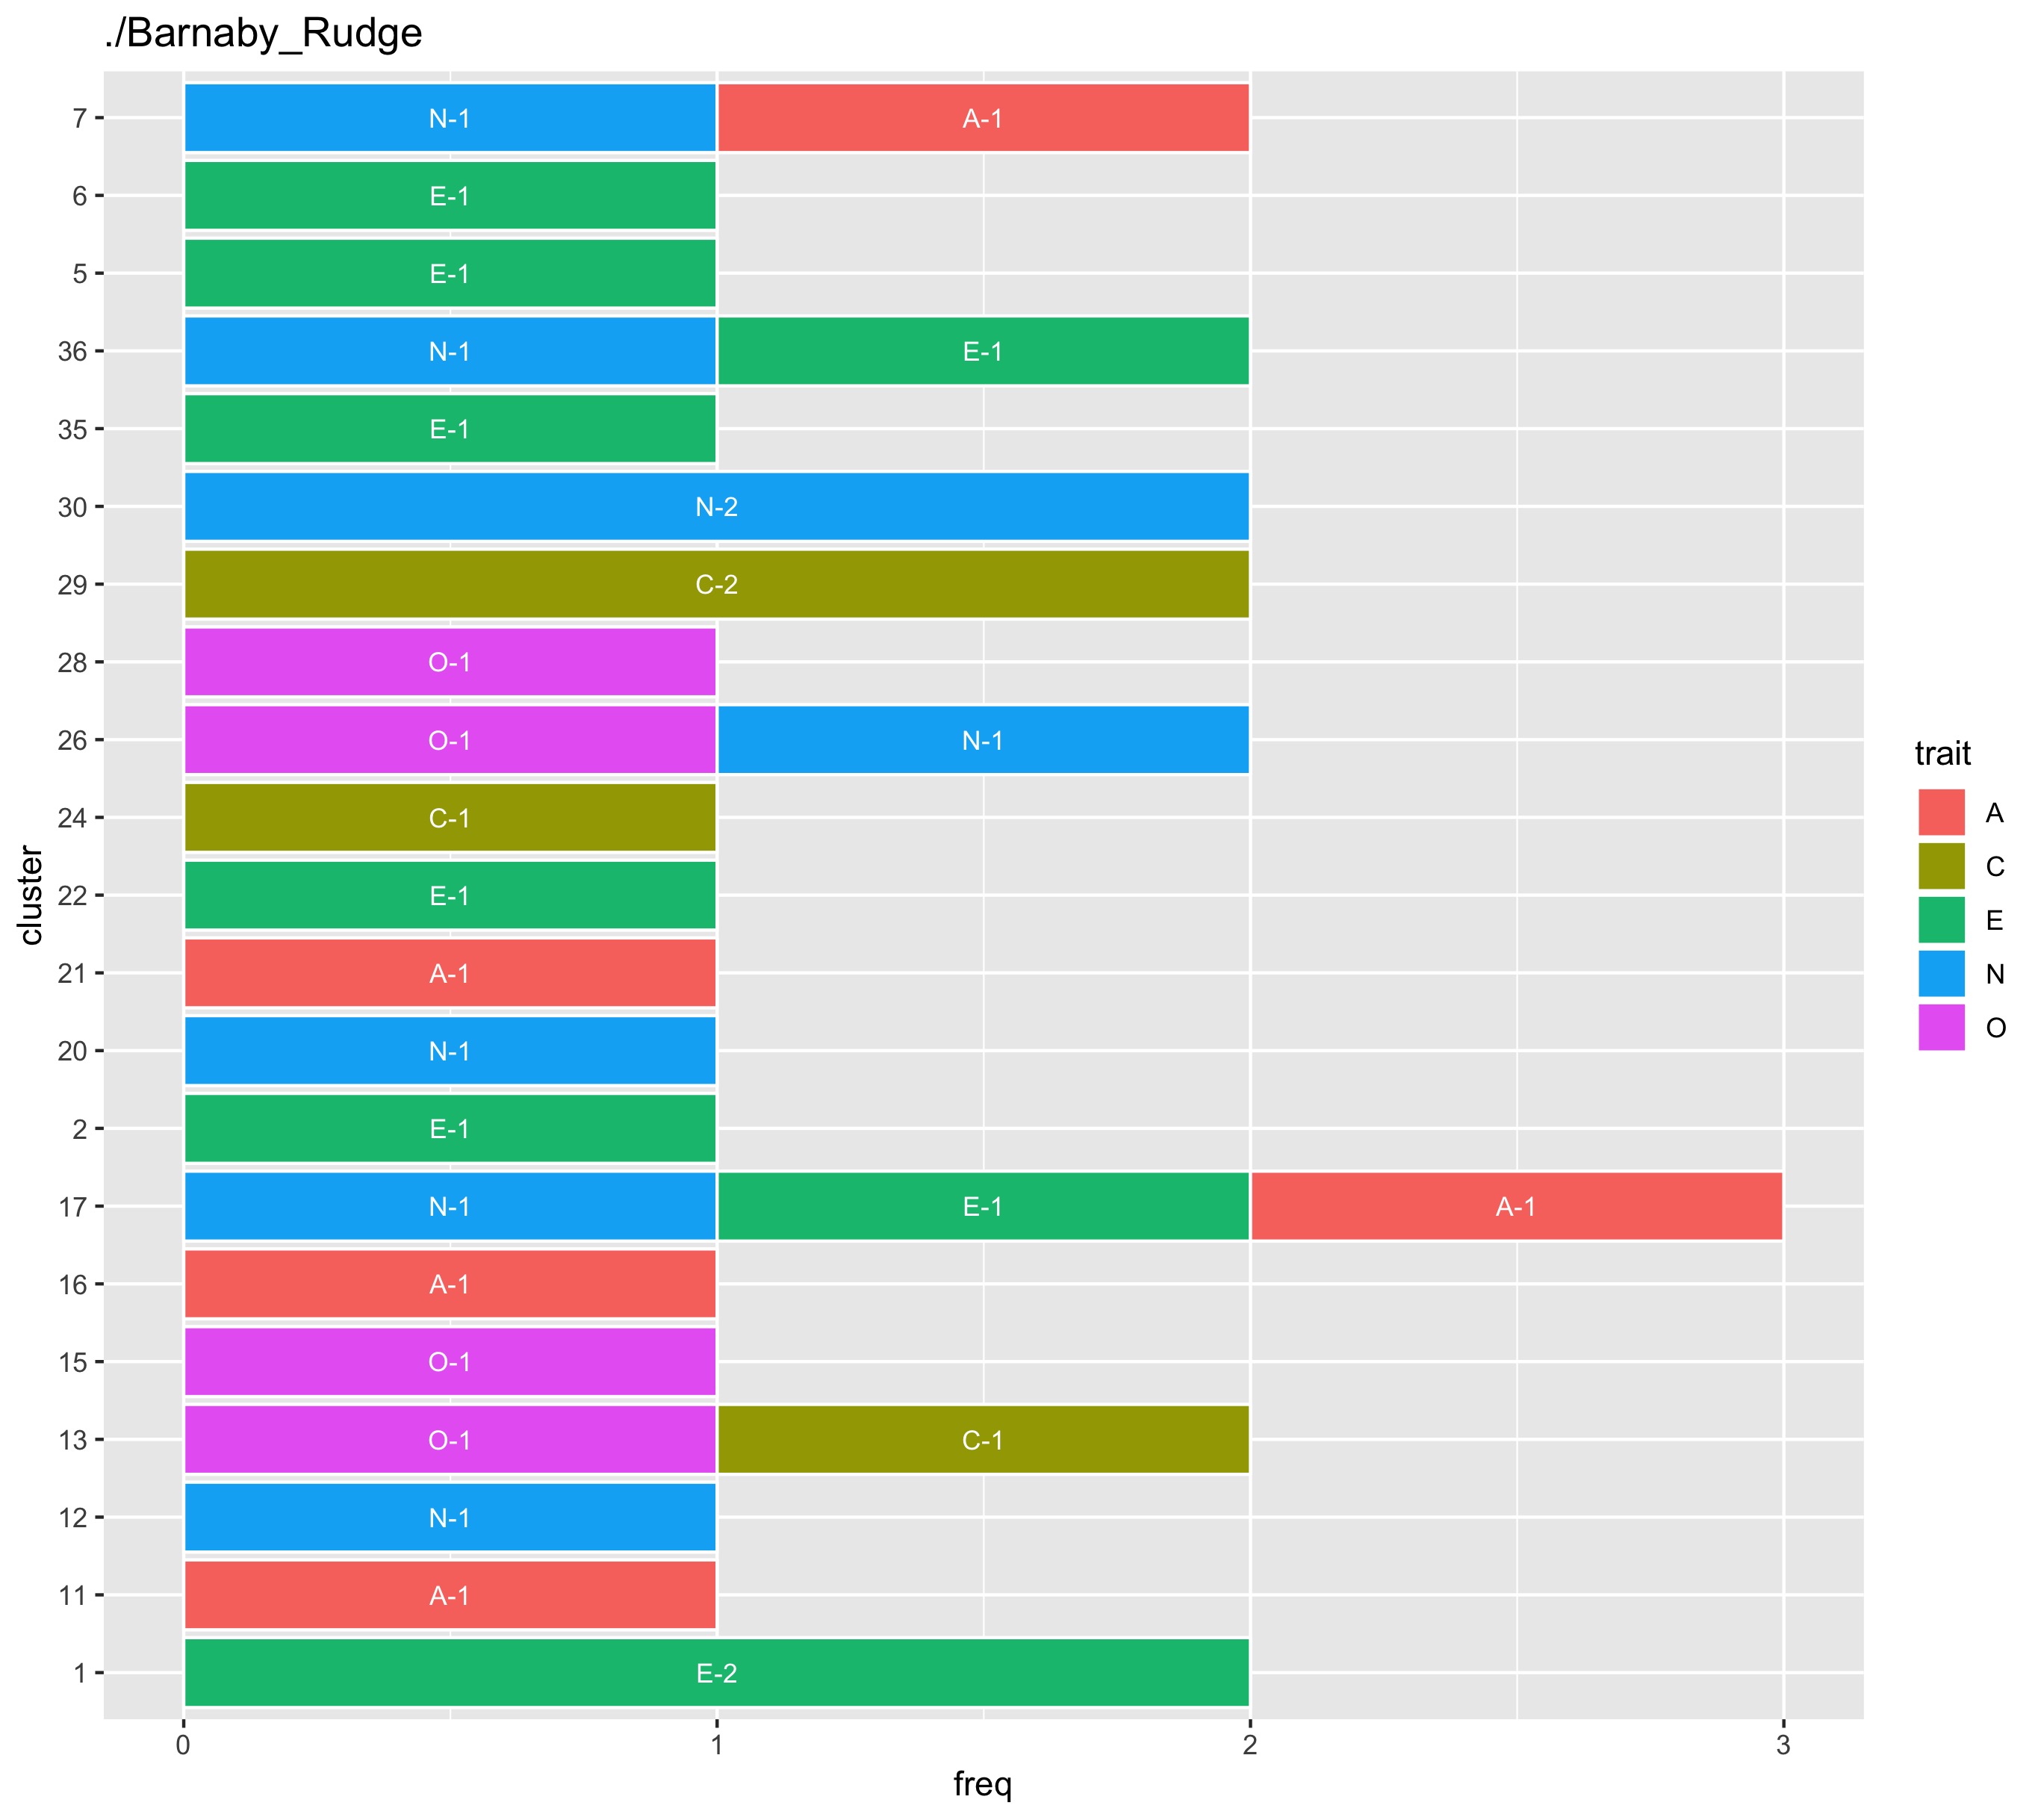 ./Barnaby_Rudge
7 N-1 A-1
6 E-1
5 E-1
36 N-1 E-1
35 E-1
30 N-2
29 C-2
28 O-1
26 O-1 N-1
24 C-1
22 E-1
21 A-1
20 N-1
2 E-1
17 N-1 E-1 A-1
16 A-1
15 O-1
13 O-1 C-1
12 N-1
11 A-1
1 E-2
0 1 2 3
freq
cluster
trait
A
C
E
N
O